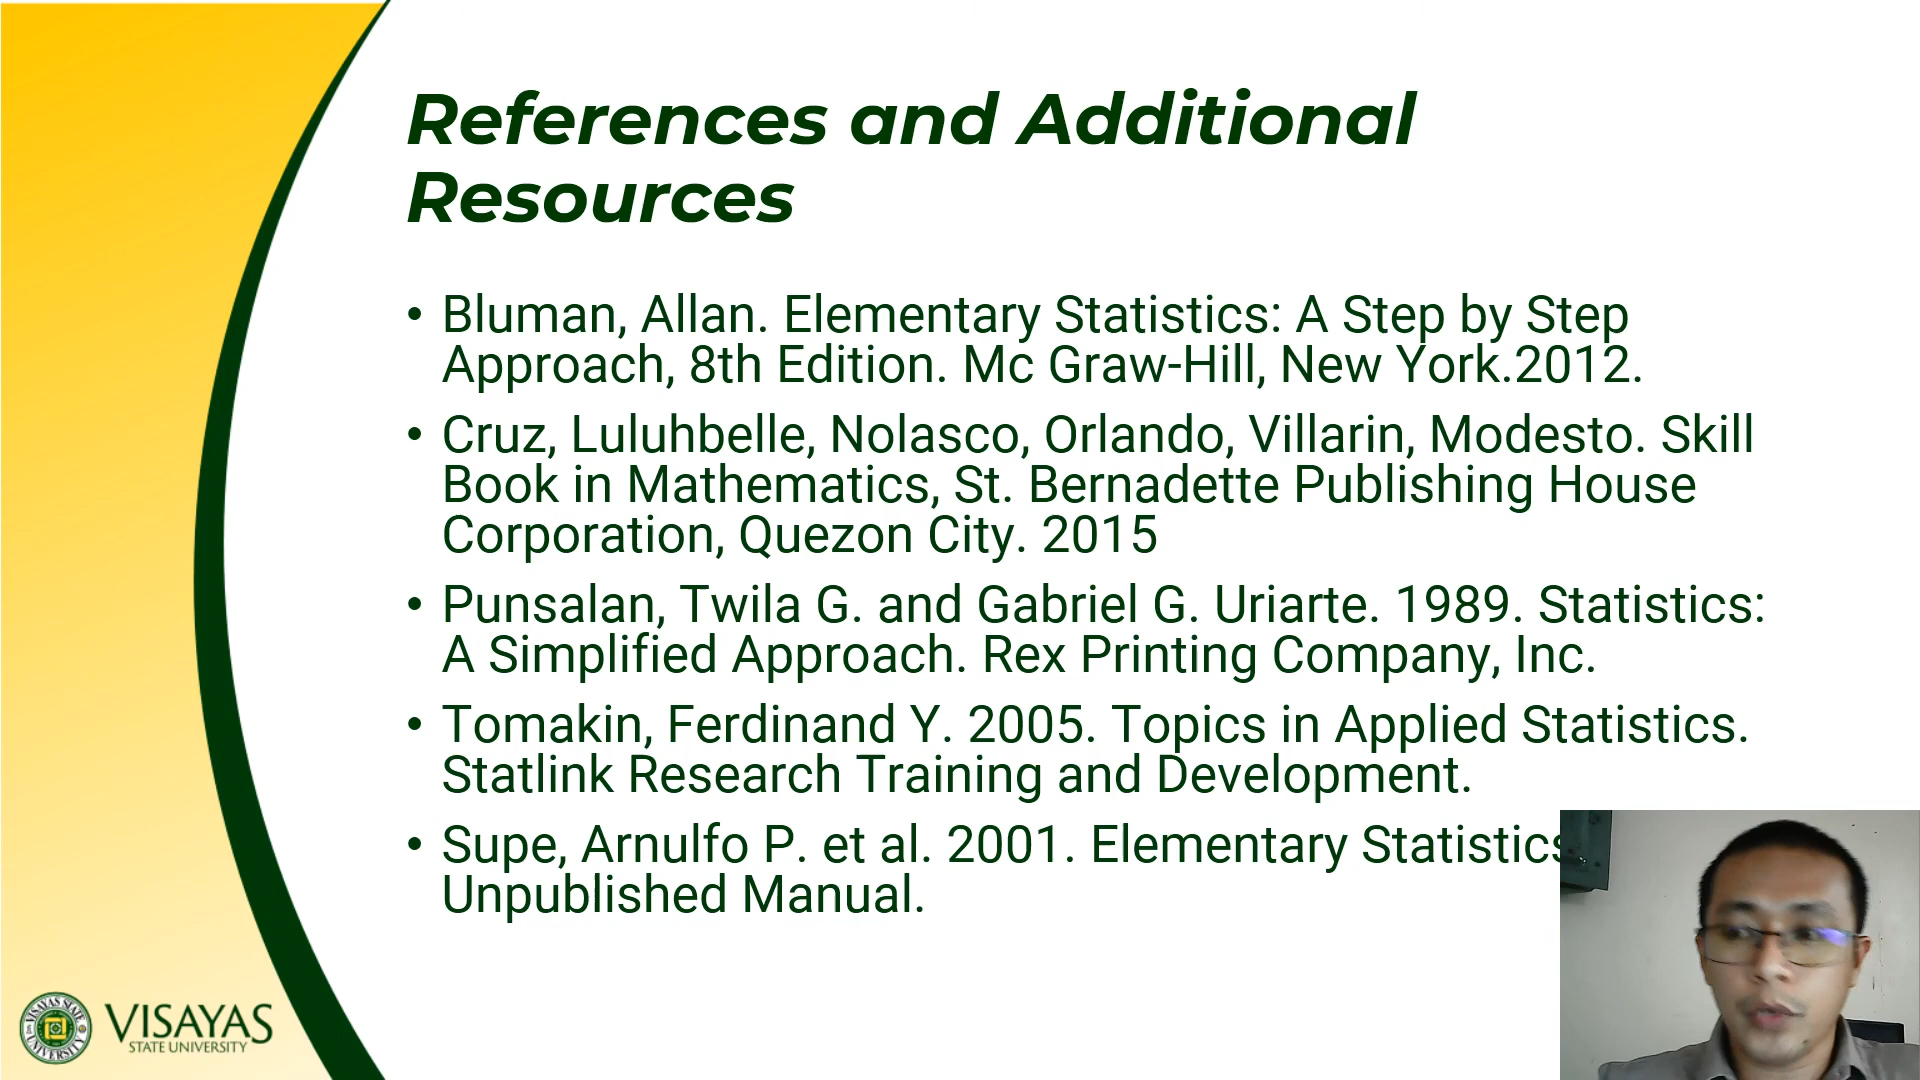 References and Additional
Resources
• Bluman, Allan. Elementary Statistics: A Step by Step
Approach, 8th Edition. Mc Graw-Hill, New York.2012.
• Cruz, Luluhbelle, Nolasco, Orlando, Villarin, Modesto. Skill
Book in Mathematics, St. Bernadette Publishing House
Corporation, Quezon City. 2015
• Punsalan, Twila G. and Gabriel G. Uriarte. 1989. Statistics:
A Simplified Approach. Rex Printing Company, Inc.
• Tomakin, Ferdinand Y. 2005. Topics in Applied Statistics.
Statlink Research Training and Development.
• Supe, Arnulfo P. et al. 2001. Elementary Statistics
Unpublished Manual.
VISAYAS STATE UNIVERSITY
VISAYAS
STATE UNIVERSITY